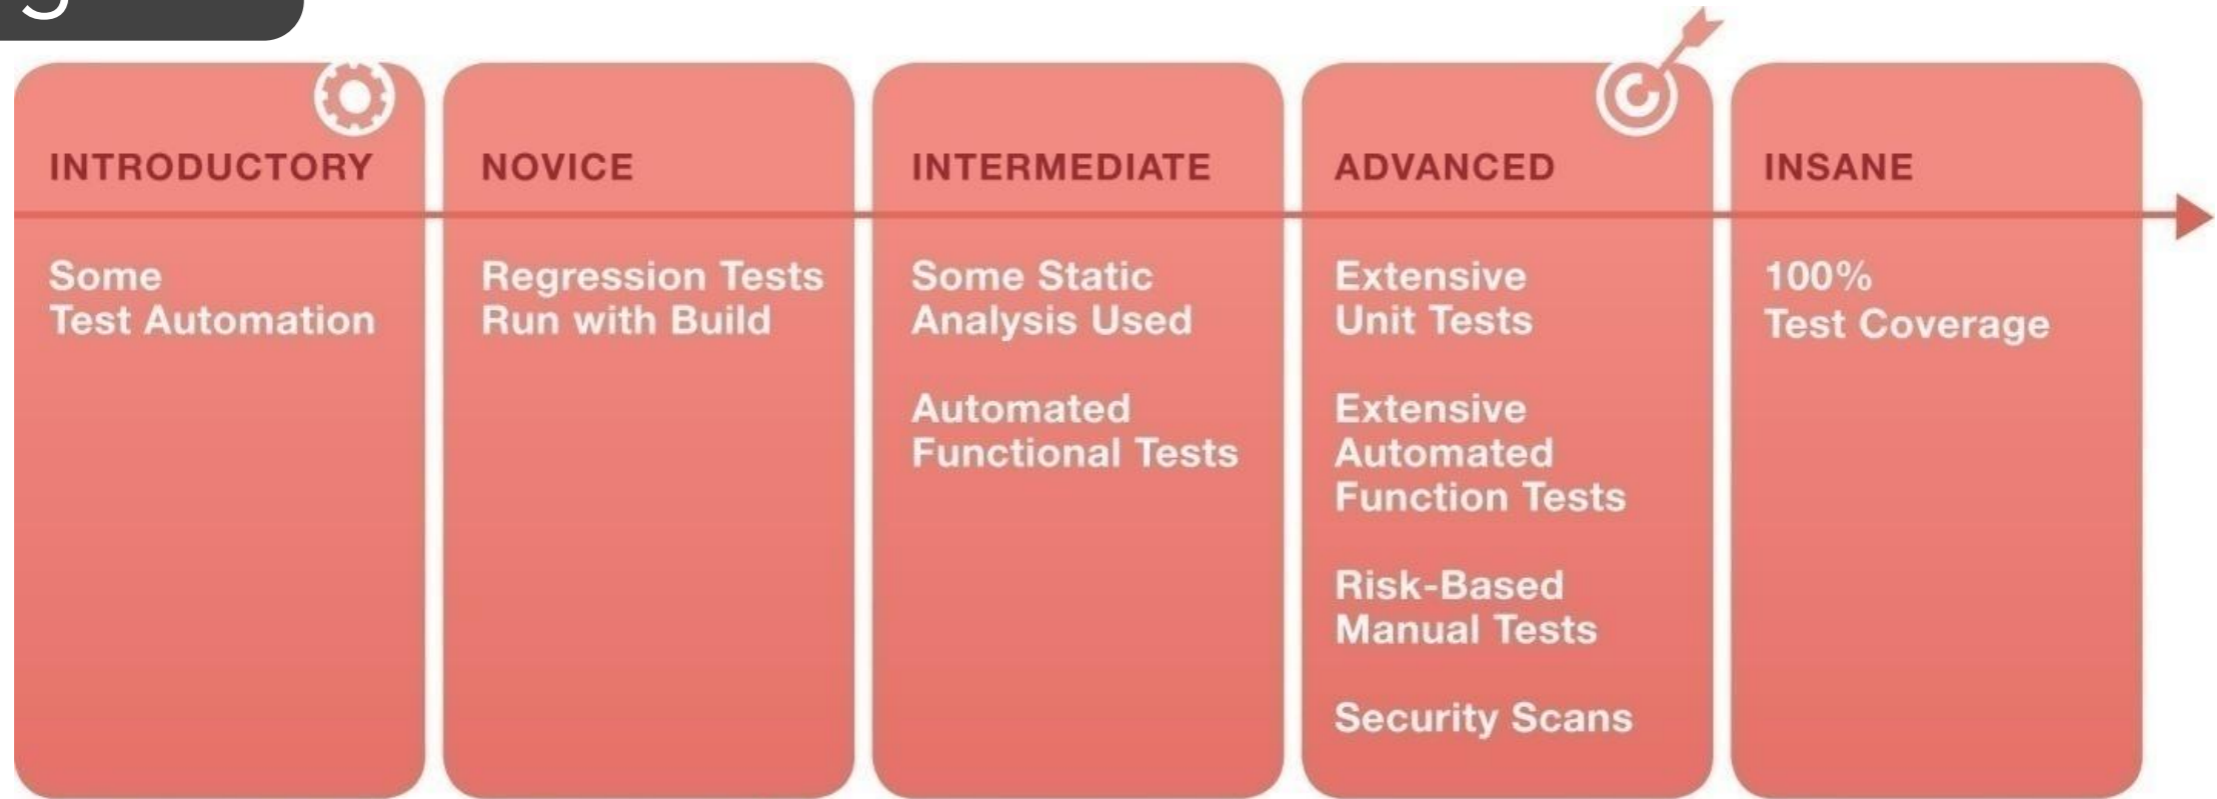 INTRODUCTORY
Some
Test Automation
NOVICE
Regression Tests
Run with Build
INTERMEDIATE
Some Static
Analysis Used
Automated
Functional Tests
ADVANCED
Extensive
Unit Tests
Extensive
Automated
Function Tests
Risk-Based
Manual Tests
Security Scans
INSANE
100%
Test Coverage